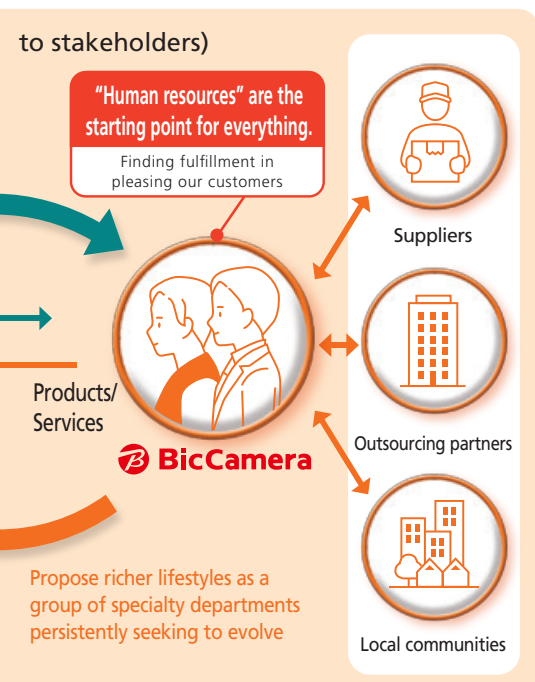 to stakeholders)
“Human resources” are the
starting point for everything.
Finding fulfillment in
pleasing our customers
Suppliers
Products/
Services
Outsourcing partners
BicCamera
Propose richer lifestyles as a
group of specialty departments
persistently seeking to evolve
Local communities